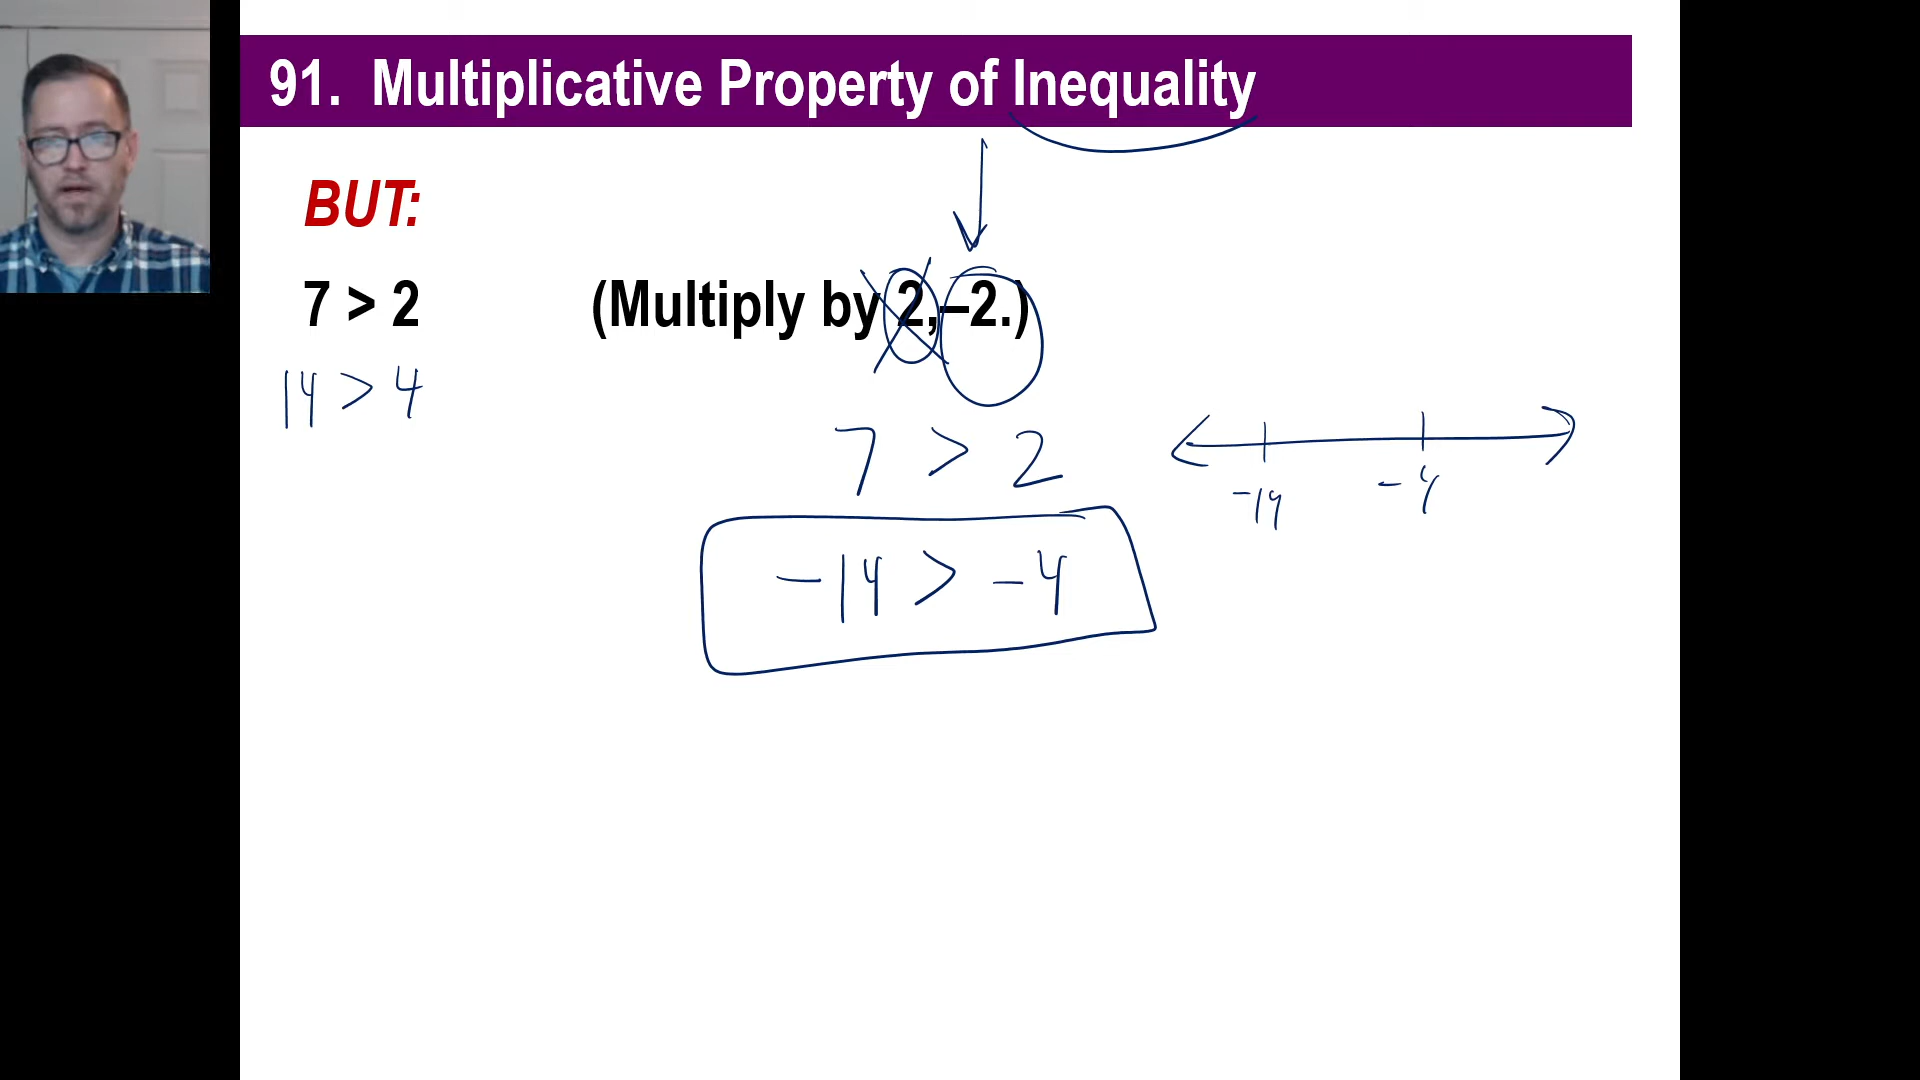 91. Multiplicative Property of Inequality
BUT:
7 > 2 (Multiply by 2,–2.)
14 > 4
7 > 2
-14 -4
-14 > -4